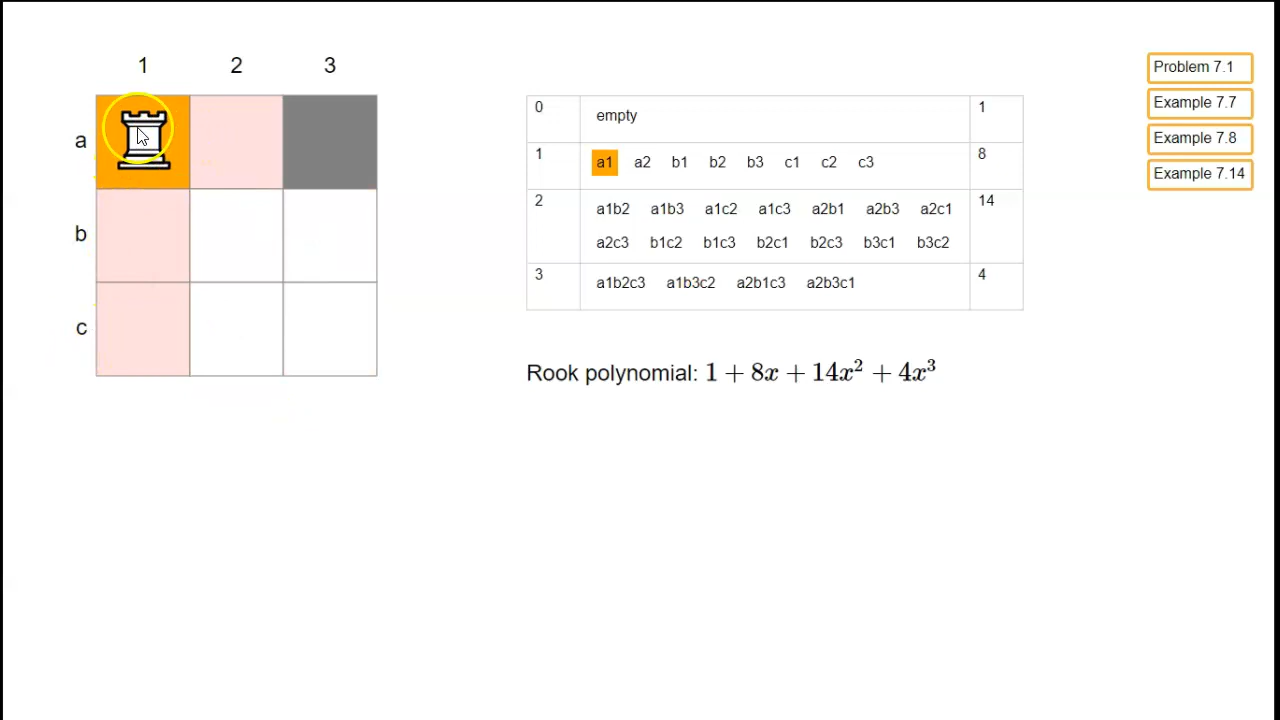 1 2 3
a
b
c
0 empty 1
1 a1 a2 b1 b2 b3 c1 c2 c3 8
2 a1b2 a1b3 a1c2 a1c3 a2b1 a2b3 a2c1 14
a2c3 b1c2 b1c3 b2c1 b2c3 b3c1 b3c2
3 a1b2c3 a1b3c2 a2b1c3 a2b3c1 4
Rook polynomial: 1 + 8x + 14x² + 4x³
Problem 7.1
Example 7.7
Example 7.8
Example 7.14